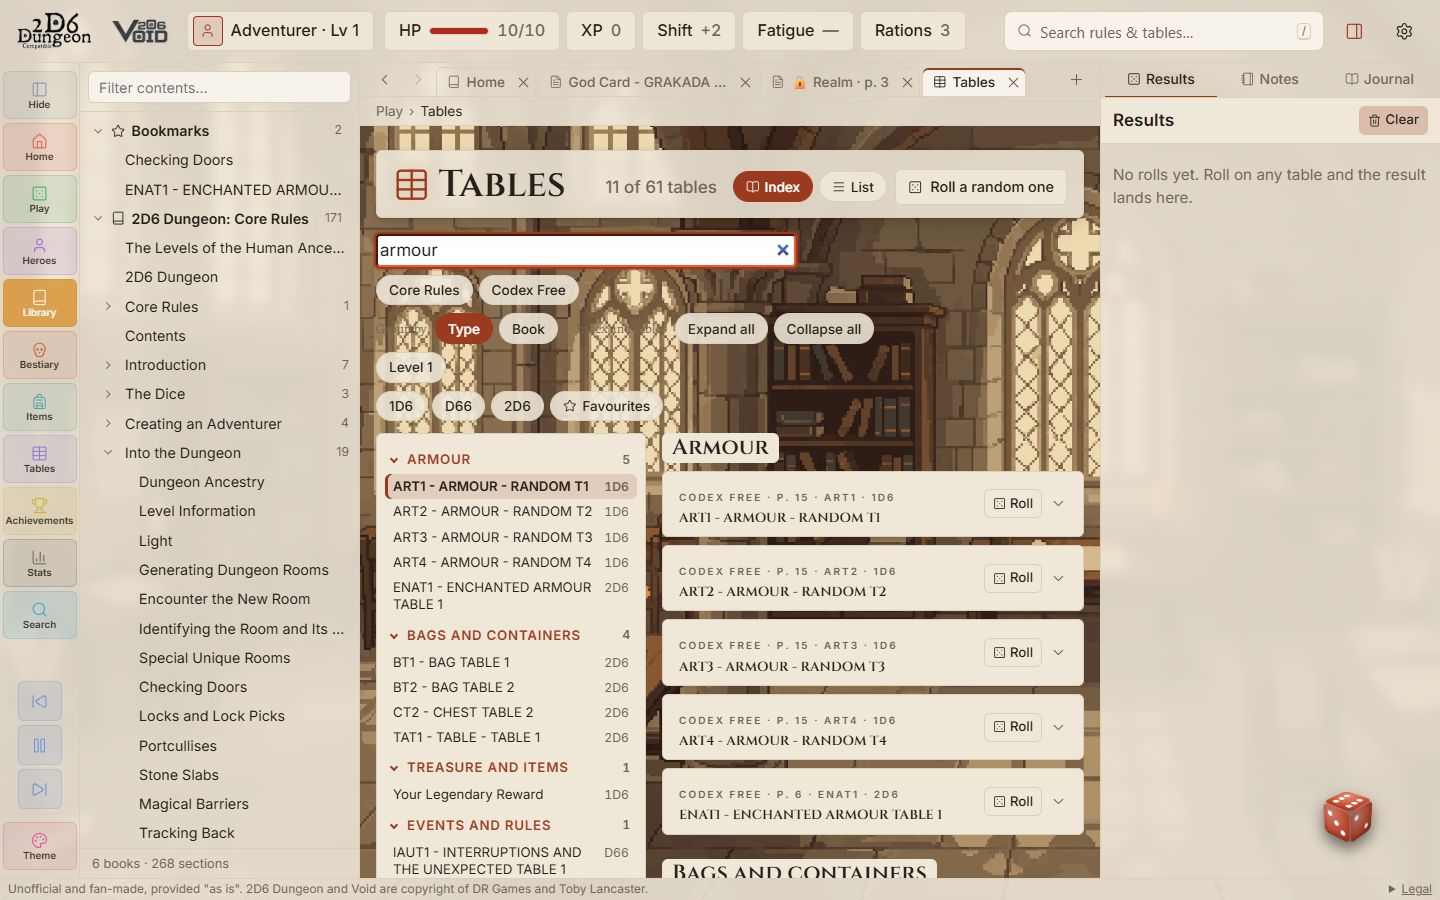 2D6
Dungeon
Compatible
2D6
VOID
Adventurer · Lv 1
HP 10/10
XP 0
Shift +2
Fatigue —
Rations 3
Search rules & tables... /
Hide
Home
Play
Heroes
Library
Bestiary
Items
Tables
Achievements
Stats
Search
Theme
Filter contents...
Bookmarks 2
Checking Doors
ENAT1 - ENCHANTED ARMOU...
2D6 Dungeon: Core Rules 171
The Levels of the Human Ance...
2D6 Dungeon
Core Rules 1
Contents
Introduction 7
The Dice 3
Creating an Adventurer 4
Into the Dungeon 19
Dungeon Ancestry
Level Information
Light
Generating Dungeon Rooms
Encounter the New Room
Identifying the Room and Its ...
Special Unique Rooms
Checking Doors
Locks and Lock Picks
Portcullises
Stone Slabs
Magical Barriers
Tracking Back
6 books · 268 sections
Home
God Card - GRAKADA ...
Realm · p. 3
Tables
Play › Tables
TABLES
11 of 61 tables
Index
List
Roll a random one
armour
Core Rules
Codex Free
Group by
Type
Book
Expand all
Collapse all
Level 1
1D6
D66
2D6
Favourites
ARMOUR 5
ART1 - ARMOUR - RANDOM T1 1D6
ART2 - ARMOUR - RANDOM T2 1D6
ART3 - ARMOUR - RANDOM T3 1D6
ART4 - ARMOUR - RANDOM T4 1D6
ENAT1 - ENCHANTED ARMOUR 2D6
TABLE 1
BAGS AND CONTAINERS 4
BT1 - BAG TABLE 1 2D6
BT2 - BAG TABLE 2 2D6
CT2 - CHEST TABLE 2 2D6
TAT1 - TABLE - TABLE 1 2D6
TREASURE AND ITEMS 1
Your Legendary Reward 1D6
EVENTS AND RULES 1
IAUT1 - INTERRUPTIONS AND D66
THE UNEXPECTED TABLE 1
ARMOUR
CODEX FREE · P. 15 · ART1 · 1D6
ART1 - ARMOUR - RANDOM T1
Roll
CODEX FREE · P. 15 · ART2 · 1D6
ART2 - ARMOUR - RANDOM T2
Roll
CODEX FREE · P. 15 · ART3 · 1D6
ART3 - ARMOUR - RANDOM T3
Roll
CODEX FREE · P. 15 · ART4 · 1D6
ART4 - ARMOUR - RANDOM T4
Roll
CODEX FREE · P. 6 · ENAT1 · 2D6
ENAT1 - ENCHANTED ARMOUR TABLE 1
Roll
BAGS AND CONTAINERS
Results
Notes
Journal
Results
Clear
No rolls yet. Roll on any table and the result
lands here.
Unofficial and fan-made, provided "as is". 2D6 Dungeon and Void are copyright of DR Games and Toby Lancaster.
Legal